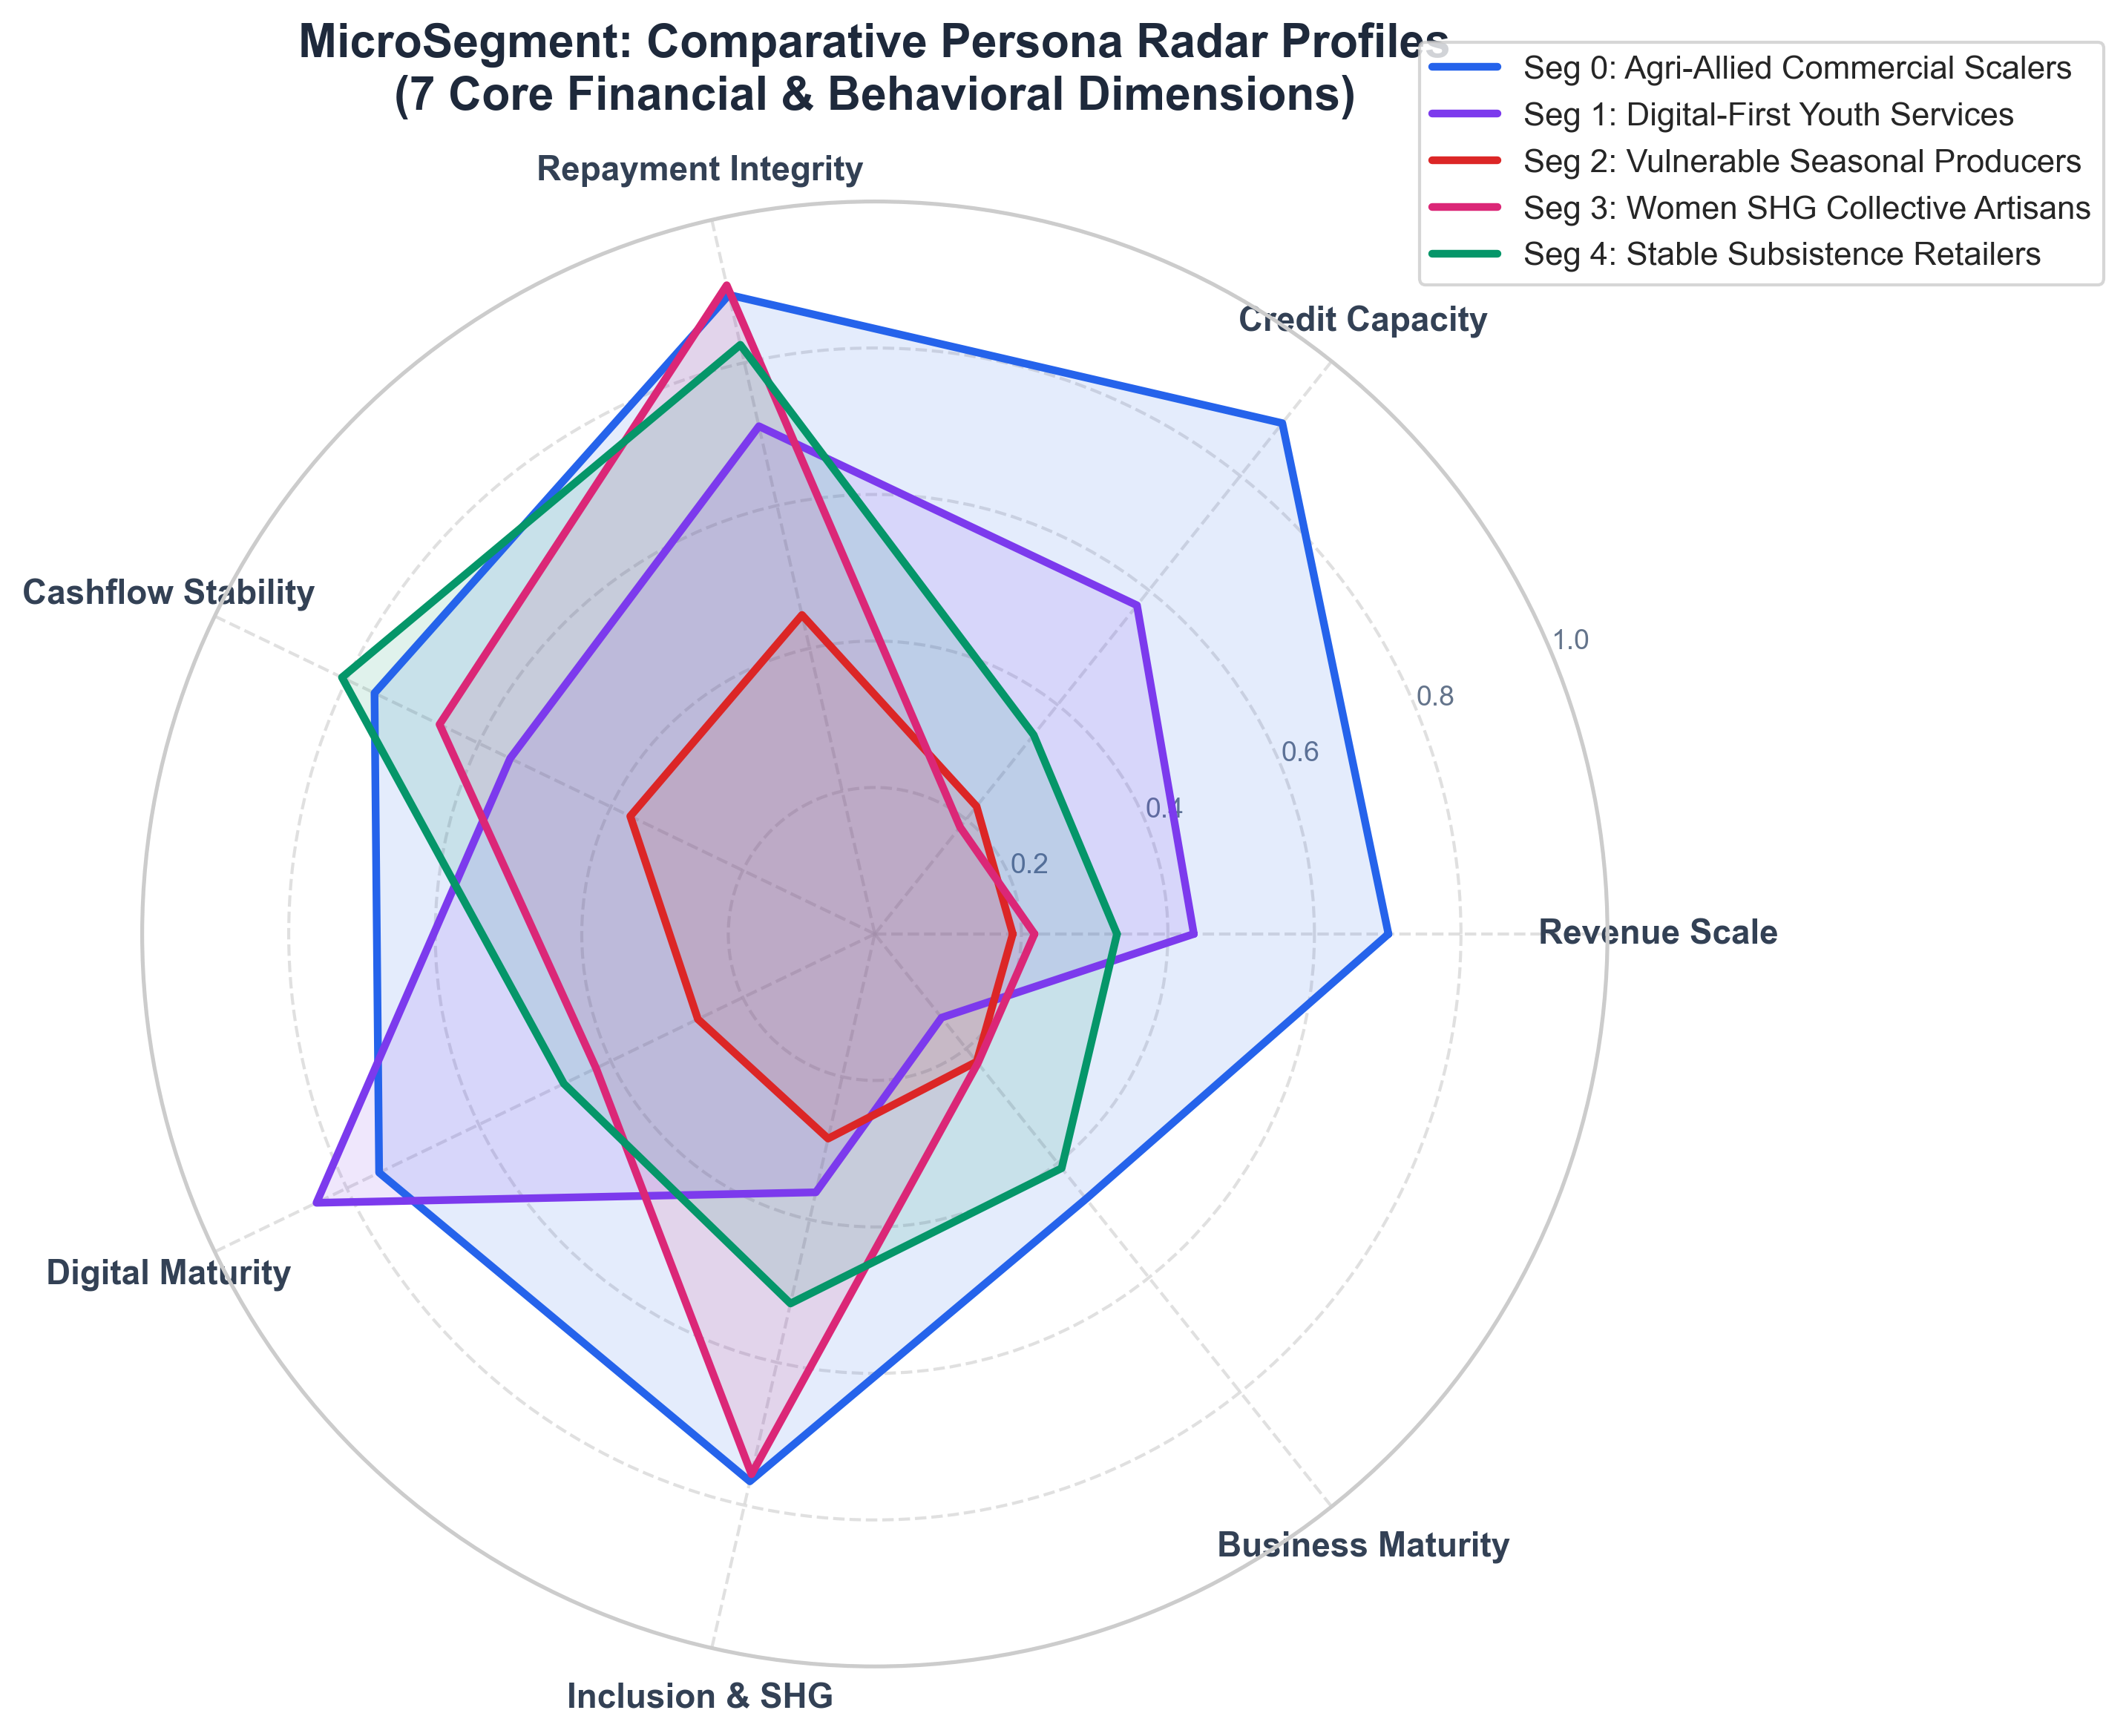 MicroSegment: Comparative Persona Radar Profiles
(7 Core Financial & Behavioral Dimensions)
Seg 0: Agri-Allied Commercial Scalers
Seg 1: Digital-First Youth Services
Seg 2: Vulnerable Seasonal Producers
Seg 3: Women SHG Collective Artisans
Seg 4: Stable Subsistence Retailers
Repayment Integrity
Credit Capacity
Cashflow Stability
1.0
0.8
0.6
0.4
0.2
Revenue Scale
Digital Maturity
Business Maturity
Inclusion & SHG